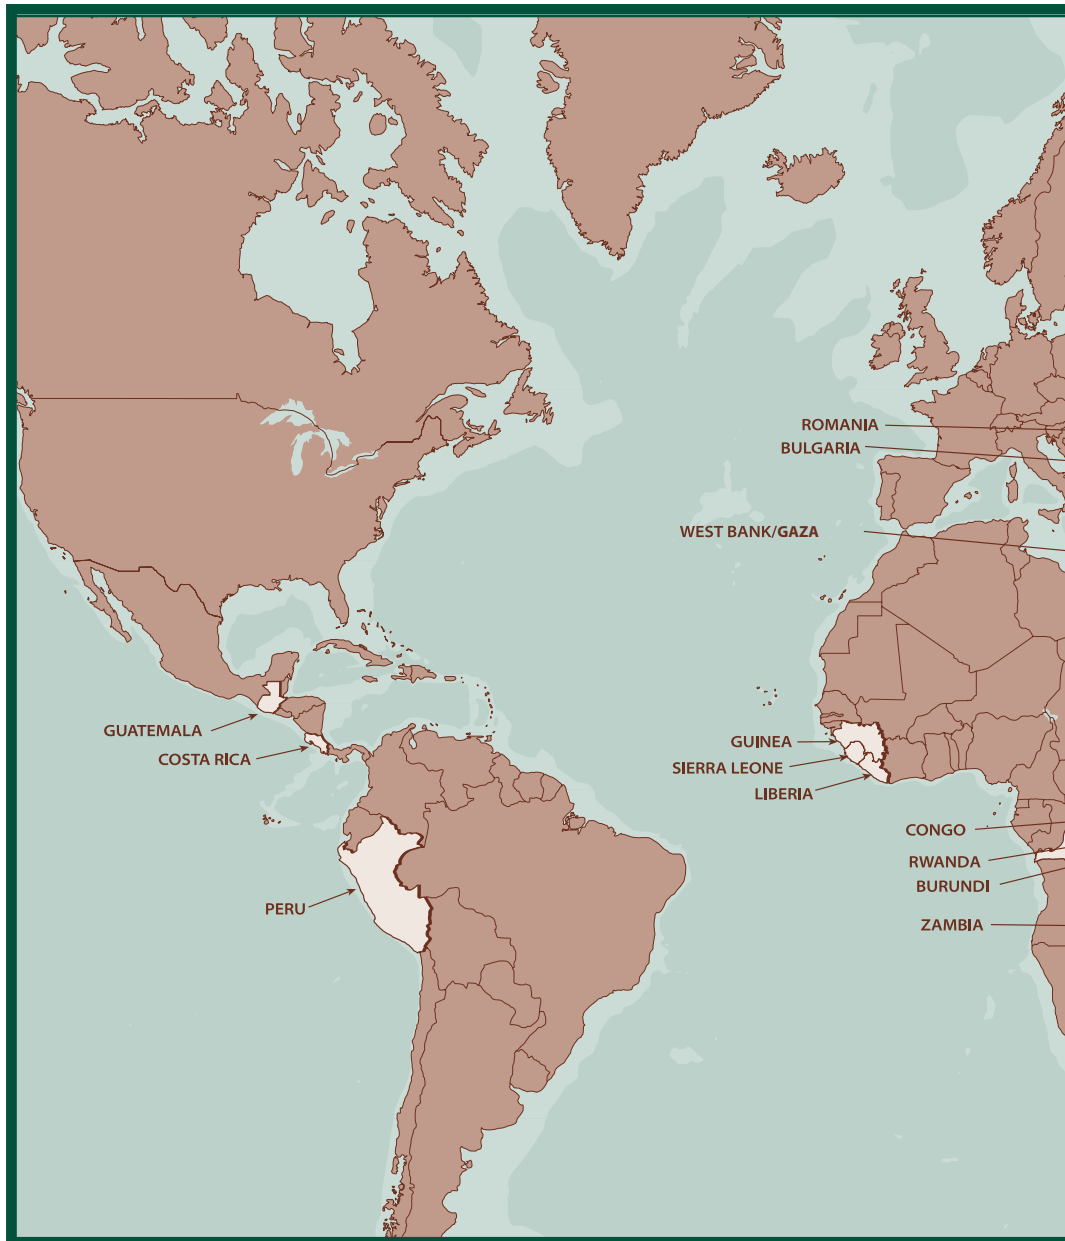 ROMANIA
BULGARIA
WEST BANK/GAZA
GUATEMALA
COSTA RICA
GUINEA
SIERRA LEONE
LIBERIA
CONGO
RWANDA
BURUNDI
PERU
ZAMBIA